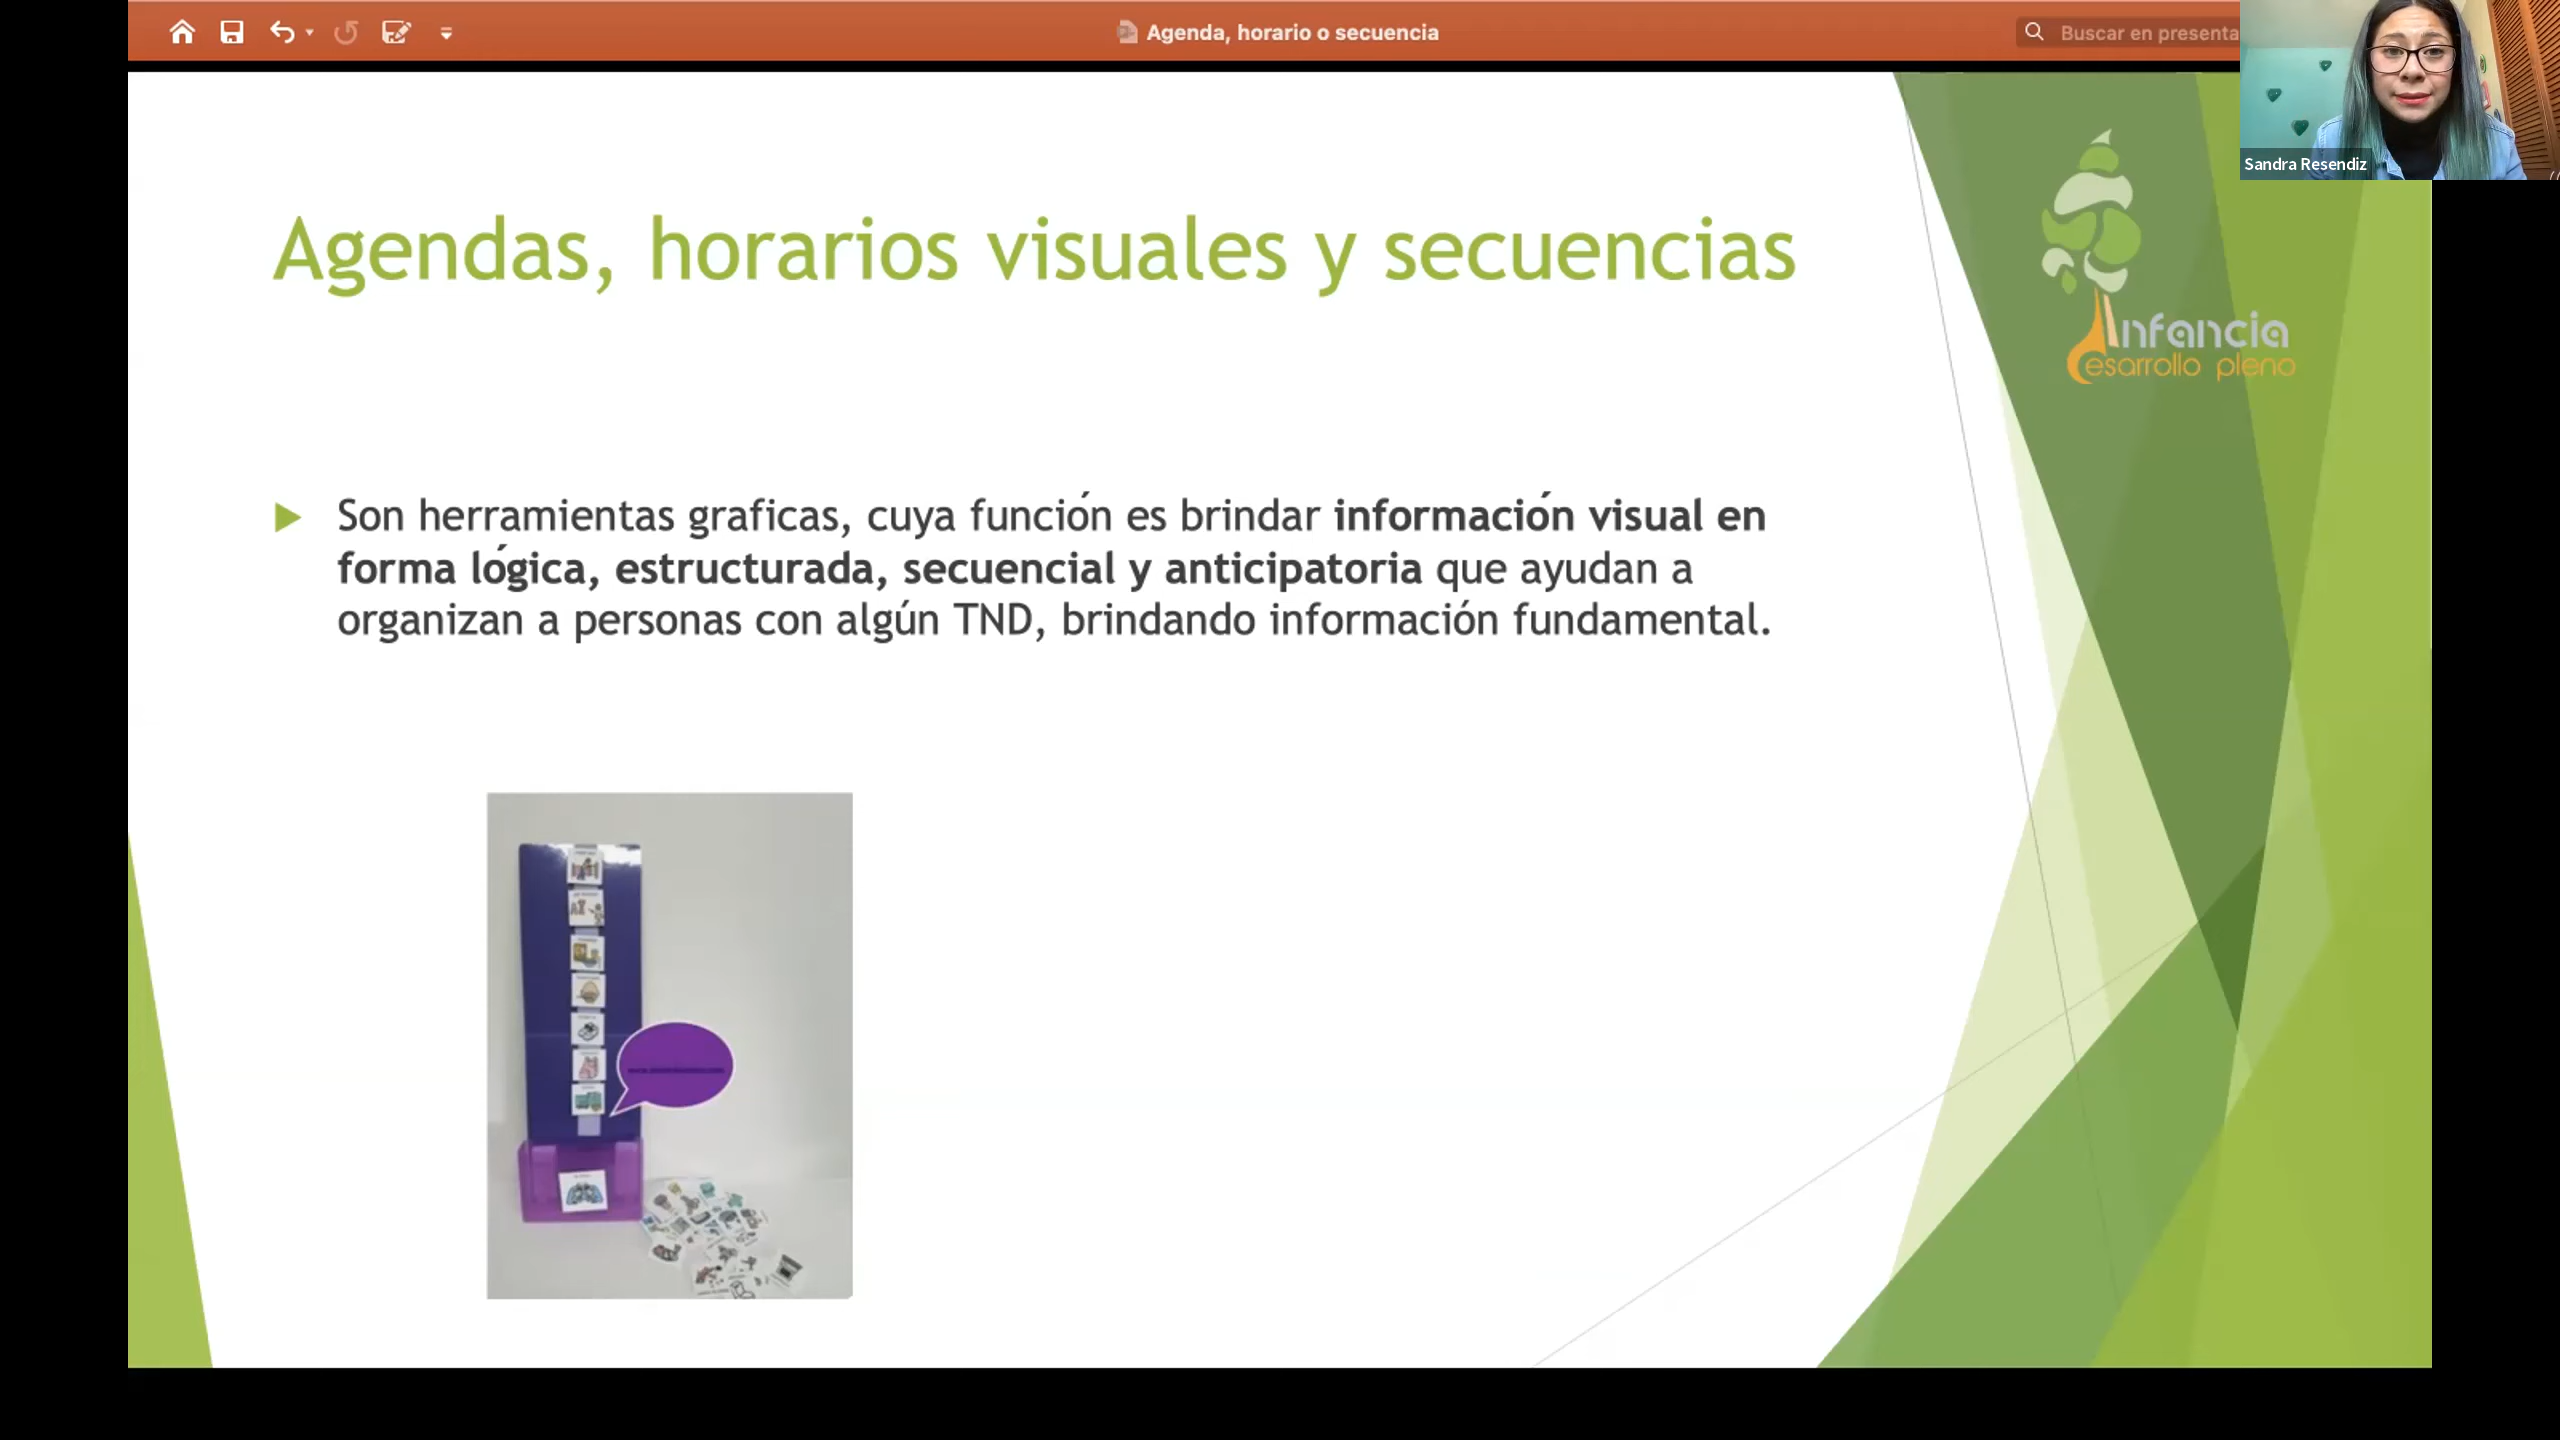 Agenda, horario o secuencia
Buscar en presenta
Sandra Resendiz
Agendas, horarios visuales y secuencias
Infancia
Desarrollo pleno
Son herramientas graficas, cuya función es brindar información visual en
forma lógica, estructurada, secuencial y anticipatoria que ayudan a
organizan a personas con algún TND, brindando información fundamental.